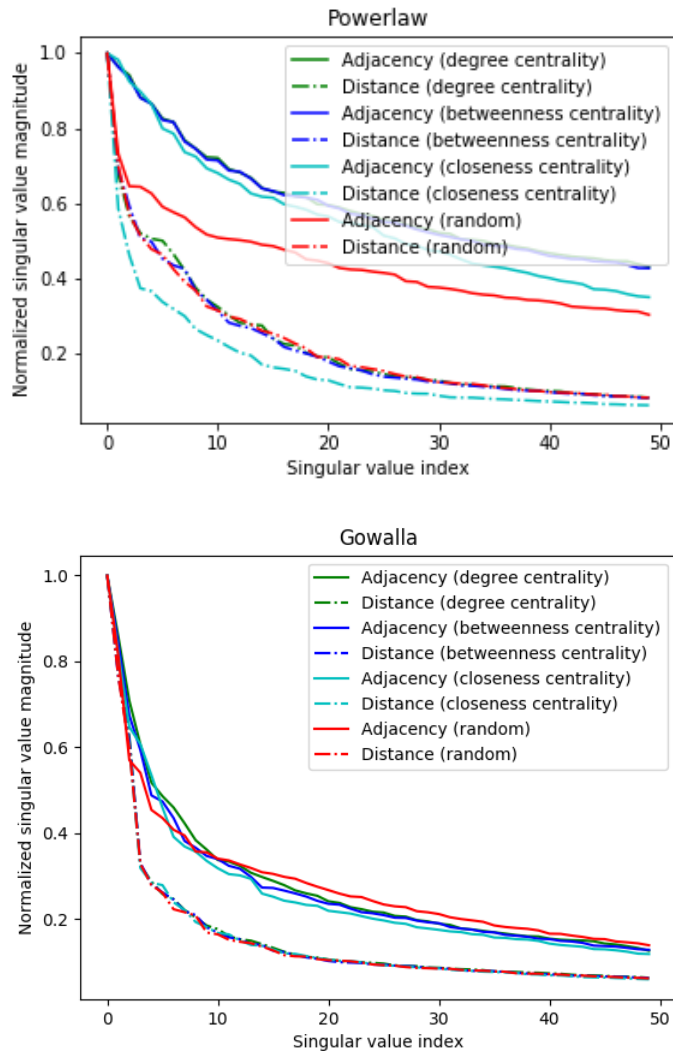 Powerlaw
1.0
0.8
0.6
0.4
0.2
Normalized singular value magnitude
Adjacency (degree centrality)
Distance (degree centrality)
Adjacency (betweenness centrality)
Distance (betweenness centrality)
Adjacency (closeness centrality)
Distance (closeness centrality)
Adjacency (random)
Distance (random)
0 10 20 30 40 50
Singular value index
Gowalla
1.0
0.8
0.6
0.4
0.2
Normalized singular value magnitude
Adjacency (degree centrality)
Distance (degree centrality)
Adjacency (betweenness centrality)
Distance (betweenness centrality)
Adjacency (closeness centrality)
Distance (closeness centrality)
Adjacency (random)
Distance (random)
0 10 20 30 40 50
Singular value index